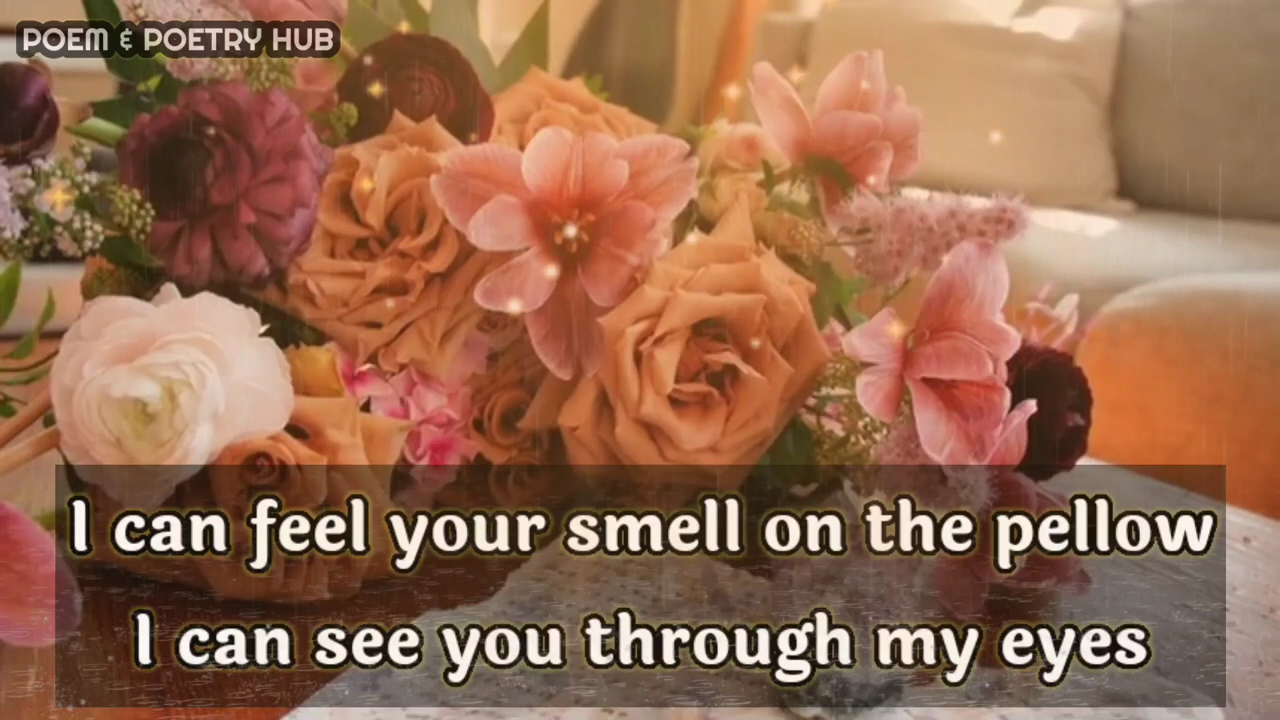 POEM & POETRY HUB
I can feel your smell on the pellow
I can see you through my eyes